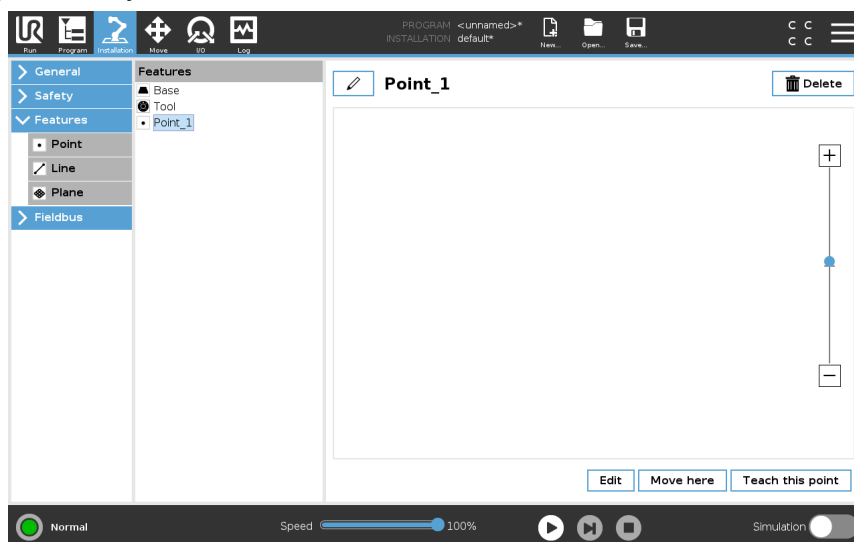 UR
PROGRAM <unnamed>*
INSTALLATION default*
Run Program Installation Move I/O Log New... Open... Save...
C C
C C
General
Safety
Features
Point
Line
Plane
Fieldbus
Features
Base
Tool
Point_1
Point_1
Delete
+
−
Edit Move here Teach this point
Normal
Speed 100%
Simulation